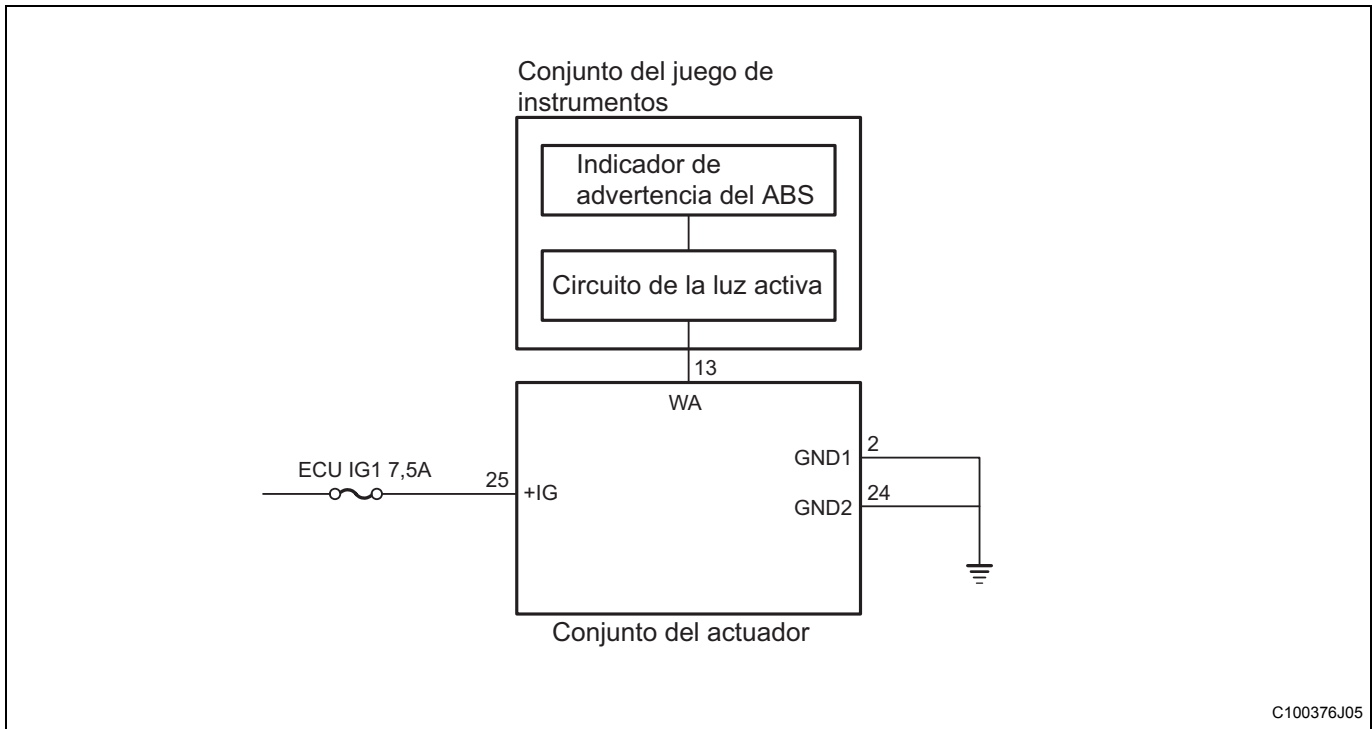 Conjunto del juego de
instrumentos
Indicador de
advertencia del ABS
Circuito de la luz activa
13
WA
ECU IG1 7,5A
25
+IG
GND1
2
GND2
24
Conjunto del actuador
C100376J05